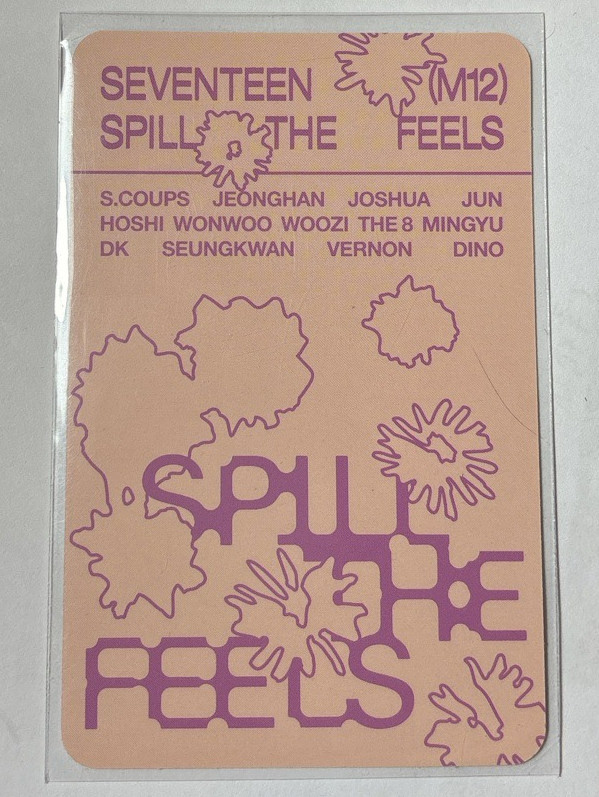 SEVENTEEN (M12)
SPILL THE FEELS
S.COUPS JEONGHAN JOSHUA JUN
HOSHI WONWOO WOOZI THE 8 MINGYU
DK SEUNGKWAN VERNON DINO
SPILL
THE
FEELS